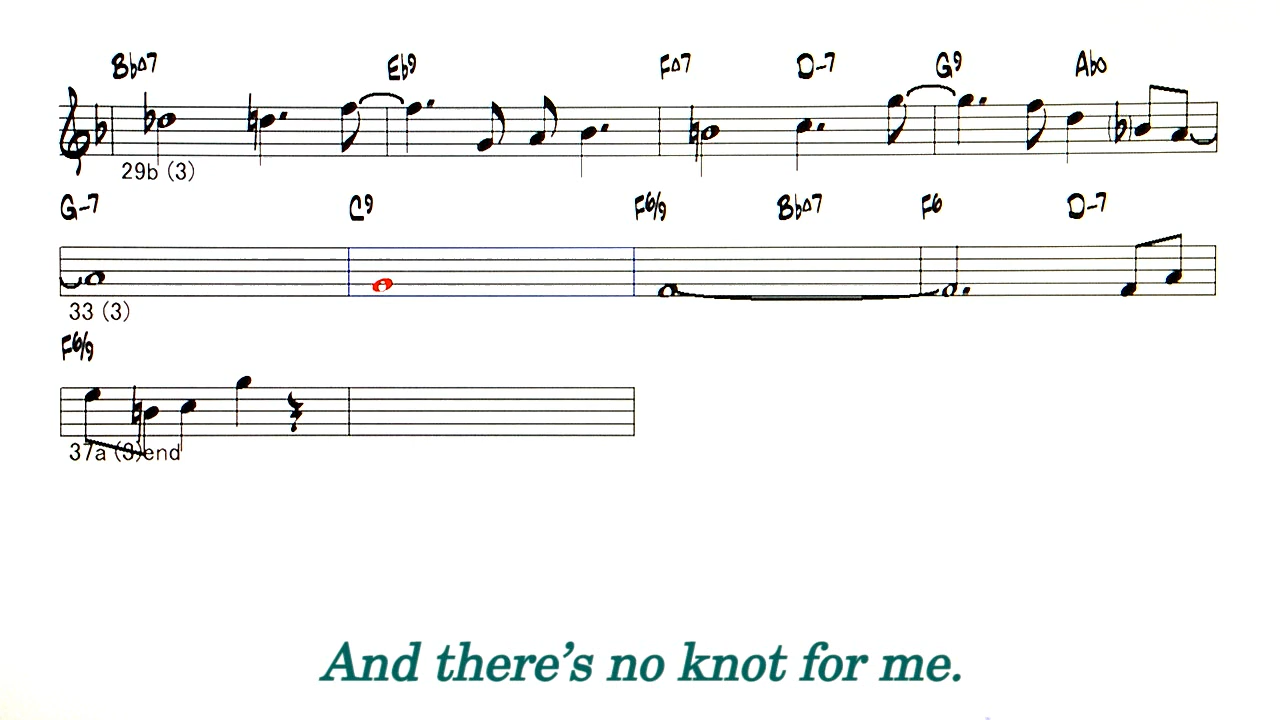 Bb△7 Eb9 F△7 D-7 G9 Abo
29b (3)
G-7 C9 F6/9 Bb△7 F6 D-7
33 (3)
F6/9
37a (3)end
And there’s no knot for me.